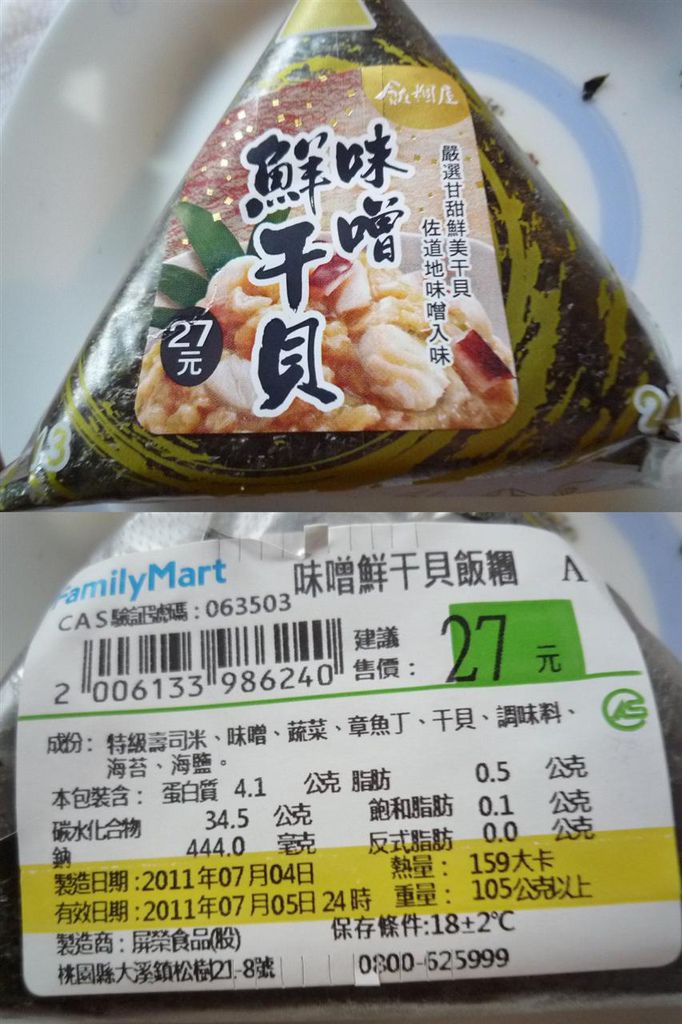 飯糰屋
味噌
鮮干貝
嚴選甘甜鮮美干貝
佐道地味噌入味
27
元
3
2
FamilyMart 味噌鮮干貝飯糰 A
CAS驗証號碼:063503
2 006133 986240
建議
售價: 27 元
成份: 特級壽司米、味噌、蔬菜、章魚丁、干貝、調味料、
海苔、海鹽。
本包裝含: 蛋白質 4.1 公克 脂肪 0.5 公克
碳水化合物 34.5 公克 飽和脂肪 0.1 公克
鈉 444.0 毫克 反式脂肪 0.0 公克
製造日期:2011年07月04日 熱量: 159大卡
有效日期:2011年07月05日24時 重量: 105公克以上
製造商:屏榮食品(股) 保存條件:18±2℃
桃園縣大溪鎮松樹21-8號 0800-625999